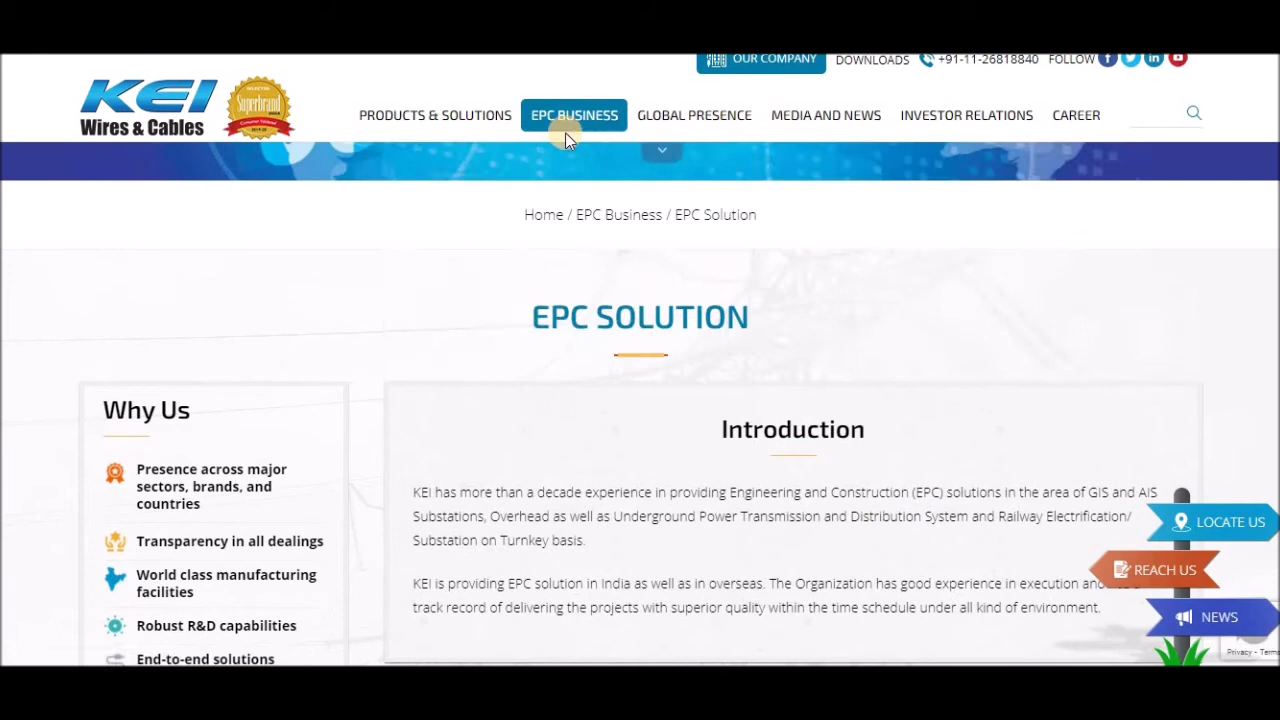 OUR COMPANY DOWNLOADS +91-11-26818840 FOLLOW
KEI
Wires & Cables
Superbrand
PRODUCTS & SOLUTIONS EPC BUSINESS GLOBAL PRESENCE MEDIA AND NEWS INVESTOR RELATIONS CAREER
Home / EPC Business / EPC Solution
EPC SOLUTION
Why Us
Presence across major
sectors, brands, and
countries
Transparency in all dealings
World class manufacturing
facilities
Robust R&D capabilities
End-to-end solutions
Introduction
KEI has more than a decade experience in providing Engineering and Construction (EPC) solutions in the area of GIS and AIS
Substations, Overhead as well as Underground Power Transmission and Distribution System and Railway Electrification/
Substation on Turnkey basis.
KEI is providing EPC solution in India as well as in overseas. The Organization has good experience in execution and
track record of delivering the projects with superior quality within the time schedule under all kind of environment.
LOCATE US
REACH US
NEWS
Privacy - Terms